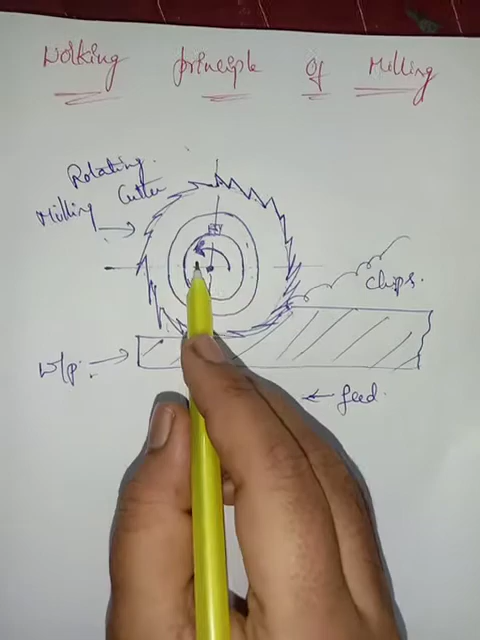 Working principle of Milling
Rotating
Milling Cutter
chips.
w/p.
← feed.